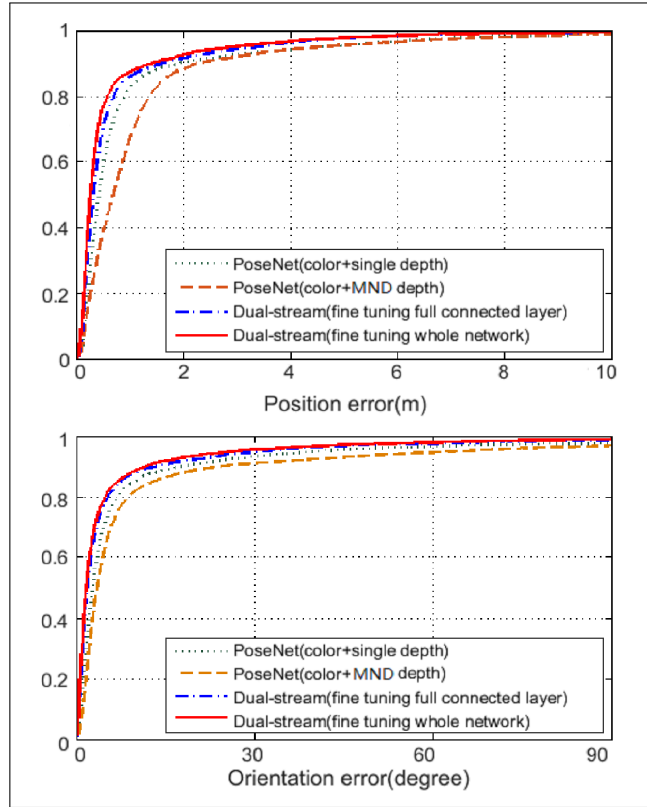 1
0.8
0.6
0.4
0.2
0
PoseNet(color+single depth)
PoseNet(color+MND depth)
Dual-stream(fine tuning full connected layer)
Dual-stream(fine tuning whole network)
0 2 4 6 8 10
Position error(m)
1
0.8
0.6
0.4
0.2
0
PoseNet(color+single depth)
PoseNet(color+MND depth)
Dual-stream(fine tuning full connected layer)
Dual-stream(fine tuning whole network)
0 30 60 90
Orientation error(degree)